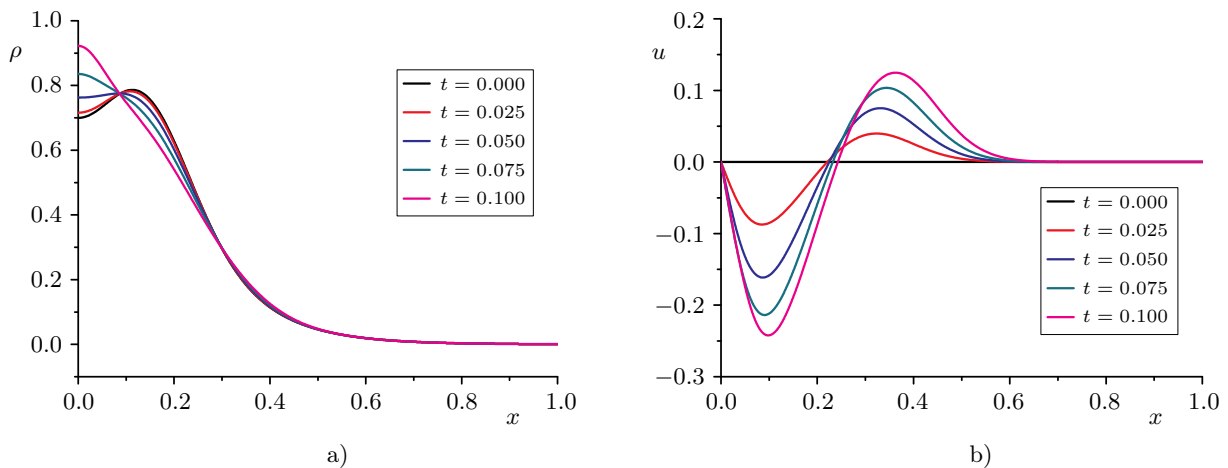 1.0
ρ
0.8
0.6
0.4
0.2
0.0
0.0 0.2 0.4 0.6 0.8 1.0
x
t = 0.000
t = 0.025
t = 0.050
t = 0.075
t = 0.100
a)
0.2
u
0.1
0.0
−0.1
−0.2
−0.3
0.0 0.2 0.4 0.6 0.8 1.0
x
t = 0.000
t = 0.025
t = 0.050
t = 0.075
t = 0.100
b)